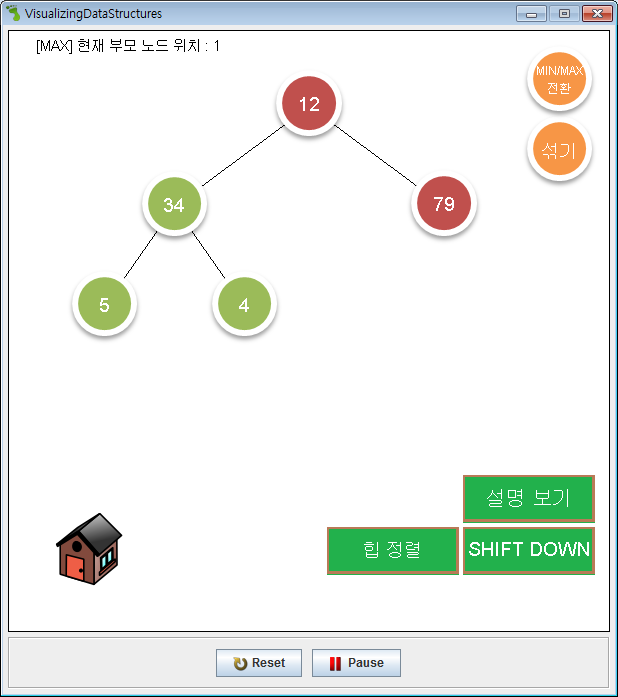 VisualizingDataStructures
[MAX] 현재 부모 노드 위치 : 1
MIN/MAX
전환
섞기
12
34
79
5
4
설명 보기
힙 정렬
SHIFT DOWN
Reset
Pause